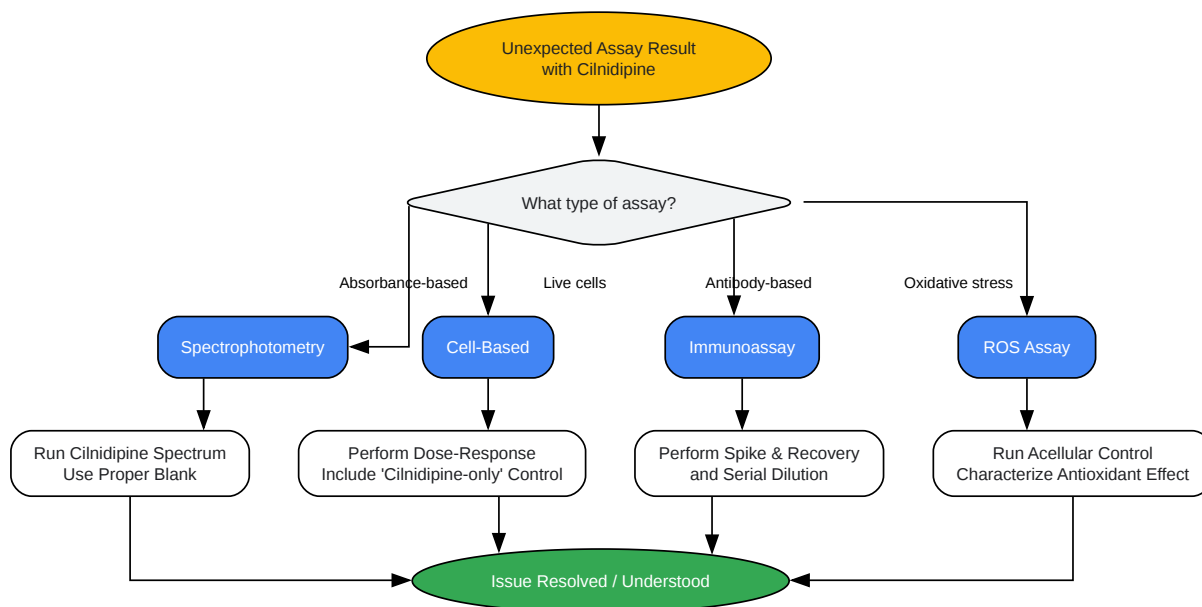 Unexpected Assay Result
with Cilnidipine
What type of assay?
Absorbance-based
Live cells
Antibody-based
Oxidative stress
Spectrophotometry
Cell-Based
Immunoassay
ROS Assay
Run Cilnidipine Spectrum
Use Proper Blank
Perform Dose-Response
Include 'Cilnidipine-only' Control
Perform Spike & Recovery
and Serial Dilution
Run Acellular Control
Characterize Antioxidant Effect
Issue Resolved / Understood